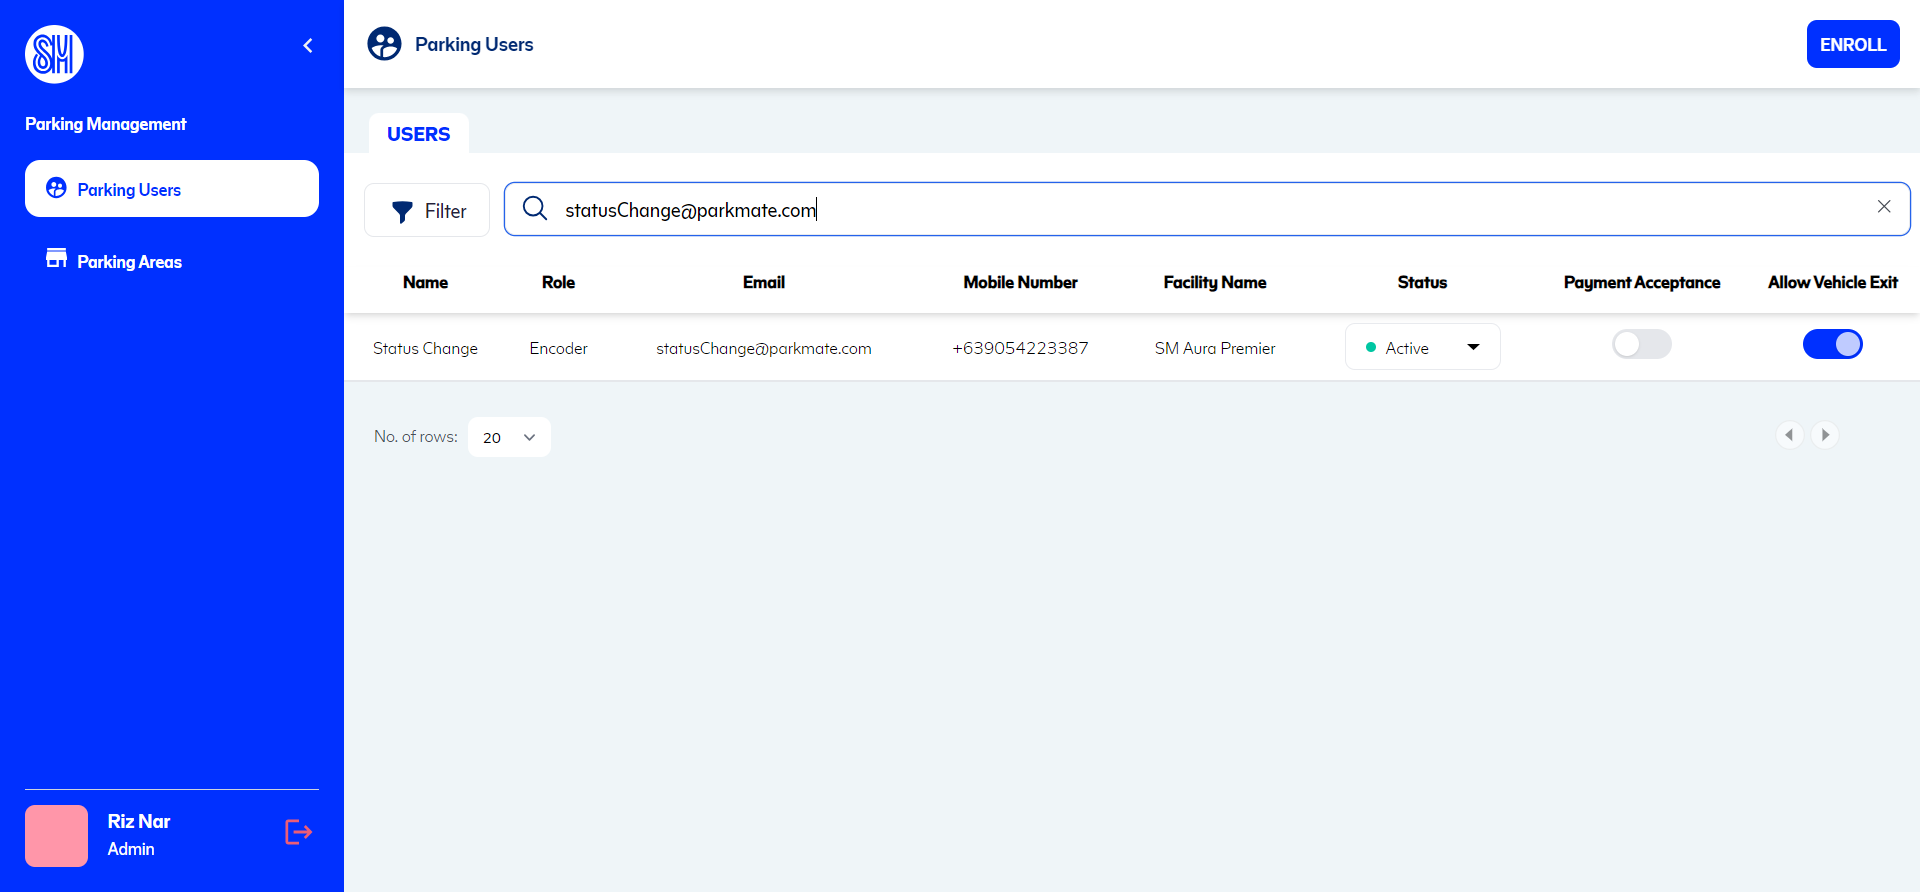 SM
Parking Management
Parking Users
Parking Areas
Riz Nar
Admin
Parking Users
ENROLL
USERS
Filter
statusChange@parkmate.com
Name Role Email Mobile Number Facility Name Status Payment Acceptance Allow Vehicle Exit
Status Change Encoder statusChange@parkmate.com +639054223387 SM Aura Premier Active
No. of rows: 20